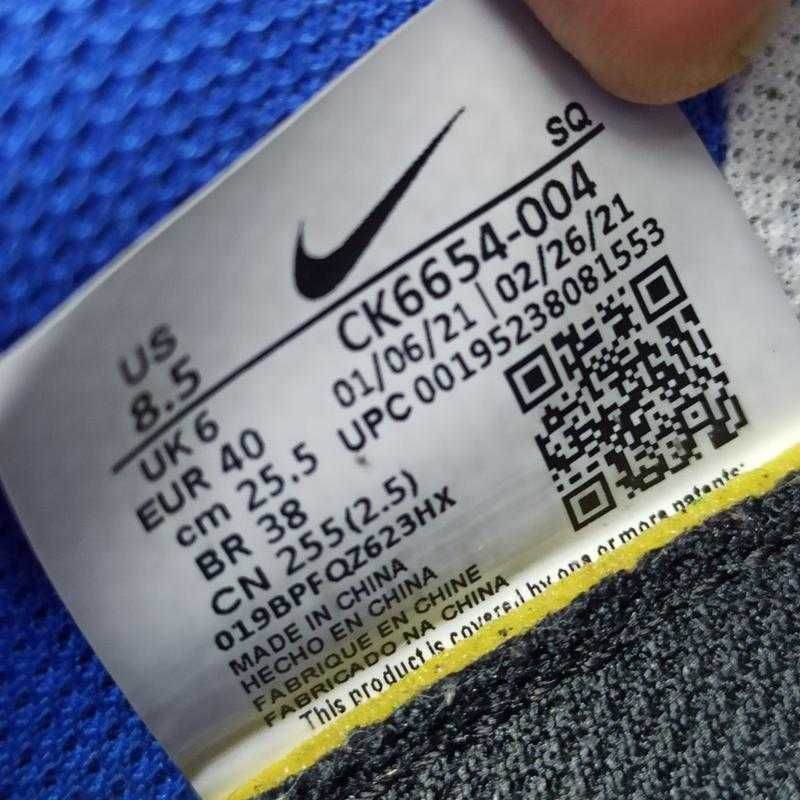 SQ
US
8.5
UK 6
EUR 40
cm 25.5
BR 38
CN 255(2.5)
019BPFQZ623HX
MADE IN CHINA
HECHO EN CHINA
FABRIQUE EN CHINE
FABRICADO NA CHINA
CK6654-004
01/06/21 | 02/26/21
UPC 00195238081553
This product is covered by one or more patents: